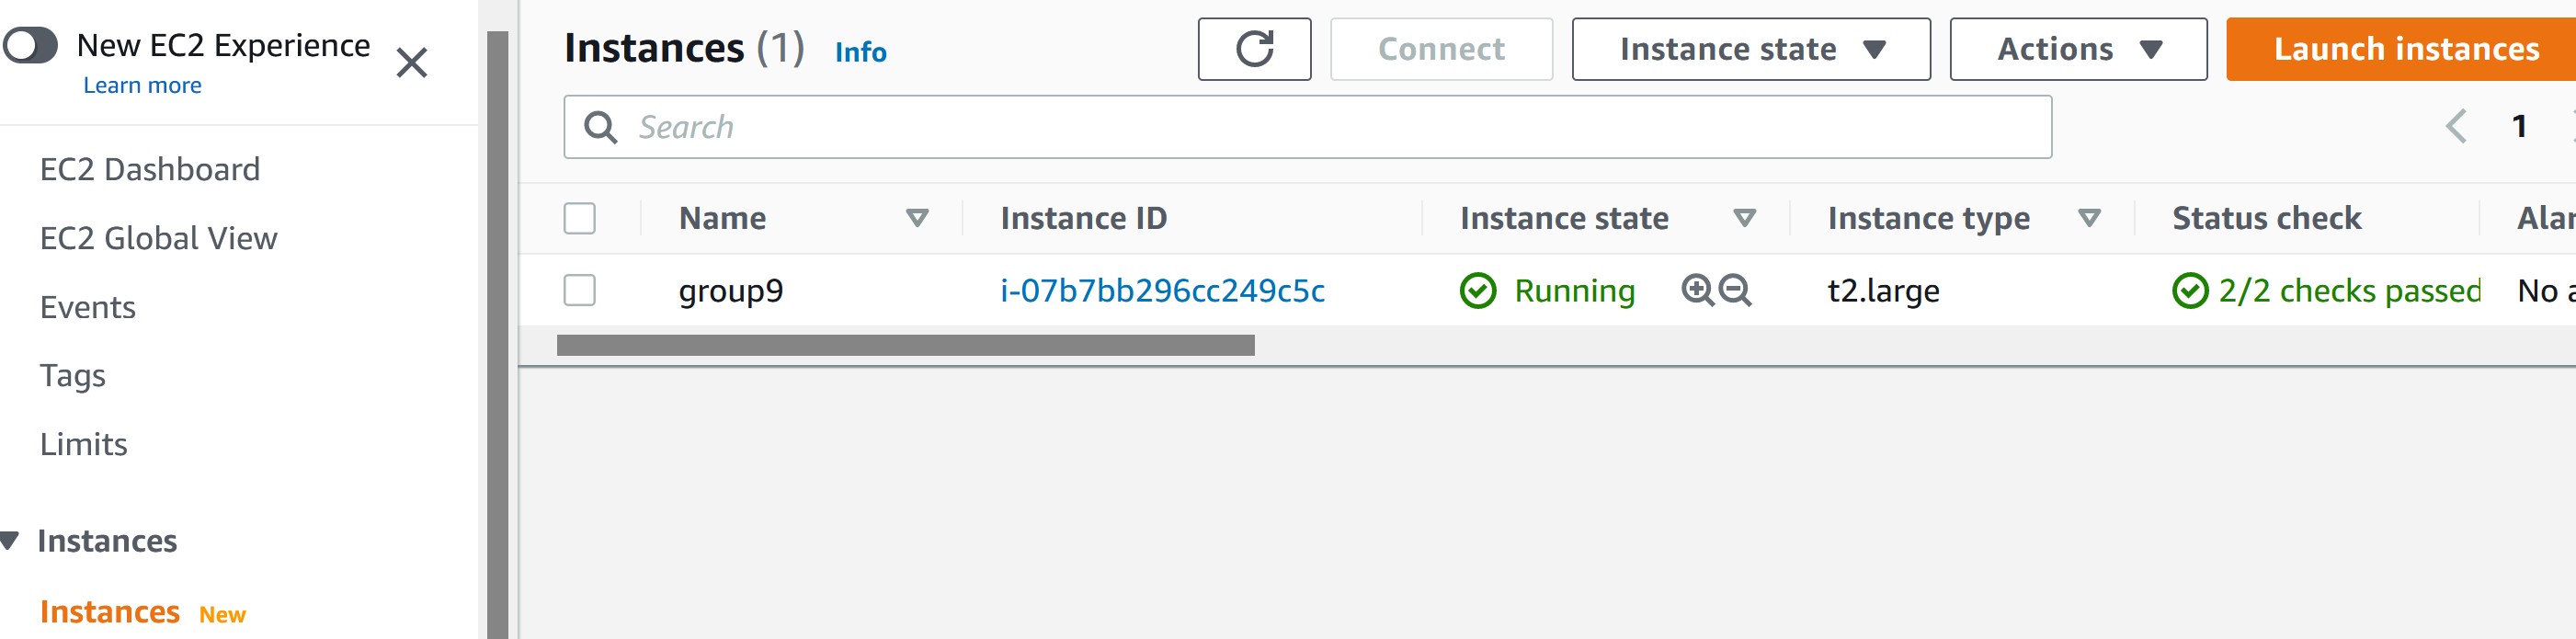 New EC2 Experience
Learn more
EC2 Dashboard
EC2 Global View
Events
Tags
Limits
Instances
Instances New
Instances (1) Info
Connect
Instance state
Actions
Launch instances
Search
1
Name Instance ID Instance state Instance type Status check
group9 i-07b7bb296cc249c5c Running t2.large 2/2 checks passed No